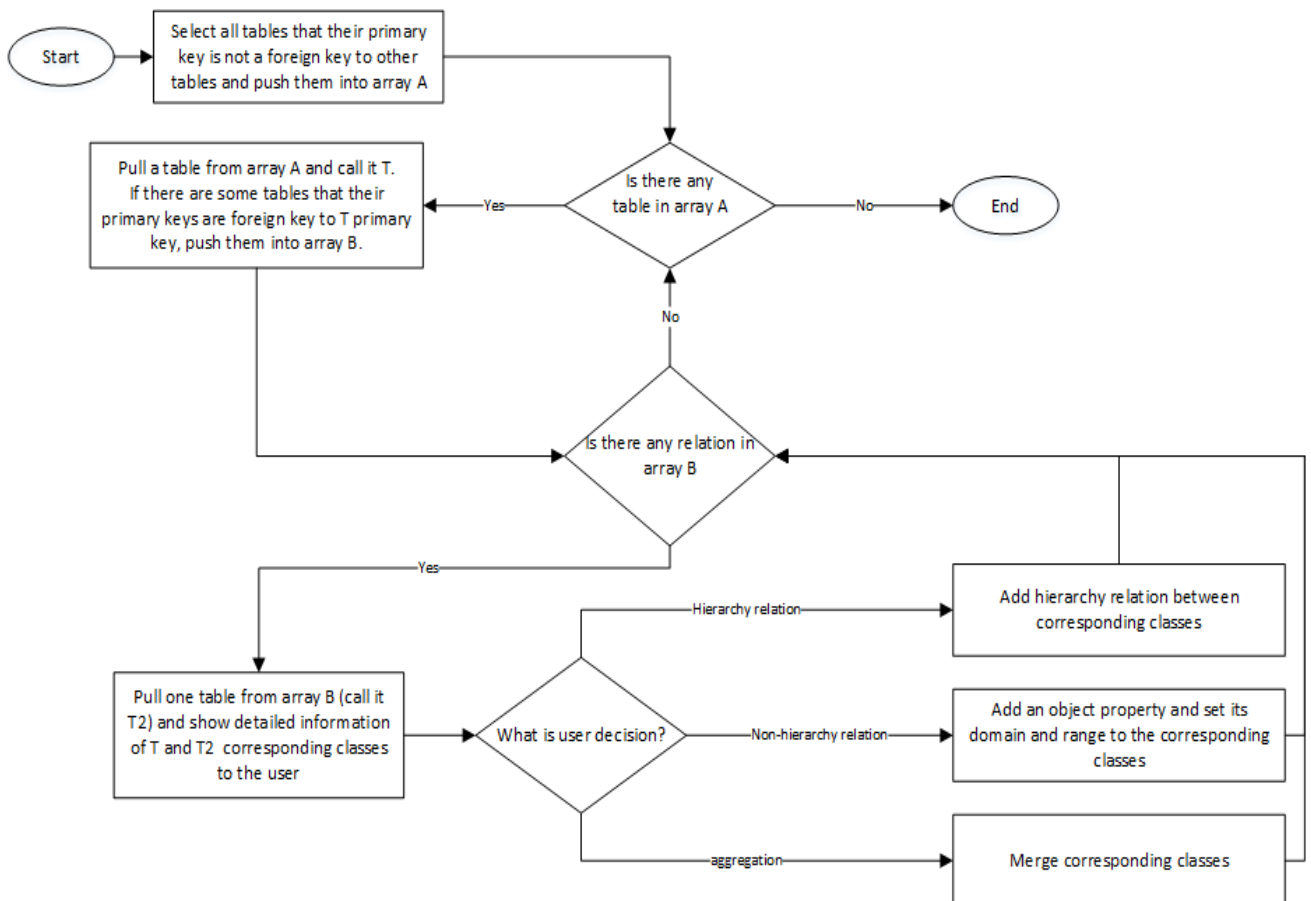 Start
Select all tables that their primary
key is not a foreign key to other
tables and push them into array A
Pull a table from array A and call it T.
If there are some tables that their
primary keys are foreign key to T primary
key, push them into array B.
Yes
Is there any
table in array A
No
End
No
Is there any relation in
array B
Yes
Pull one table from array B (call it
T2) and show detailed information
of T and T2 corresponding classes
to the user
What is user decision?
Hierarchy relation
Add hierarchy relation between
corresponding classes
Non-hierarchy relation
Add an object property and set its
domain and range to the corresponding
classes
aggregation
Merge corresponding classes